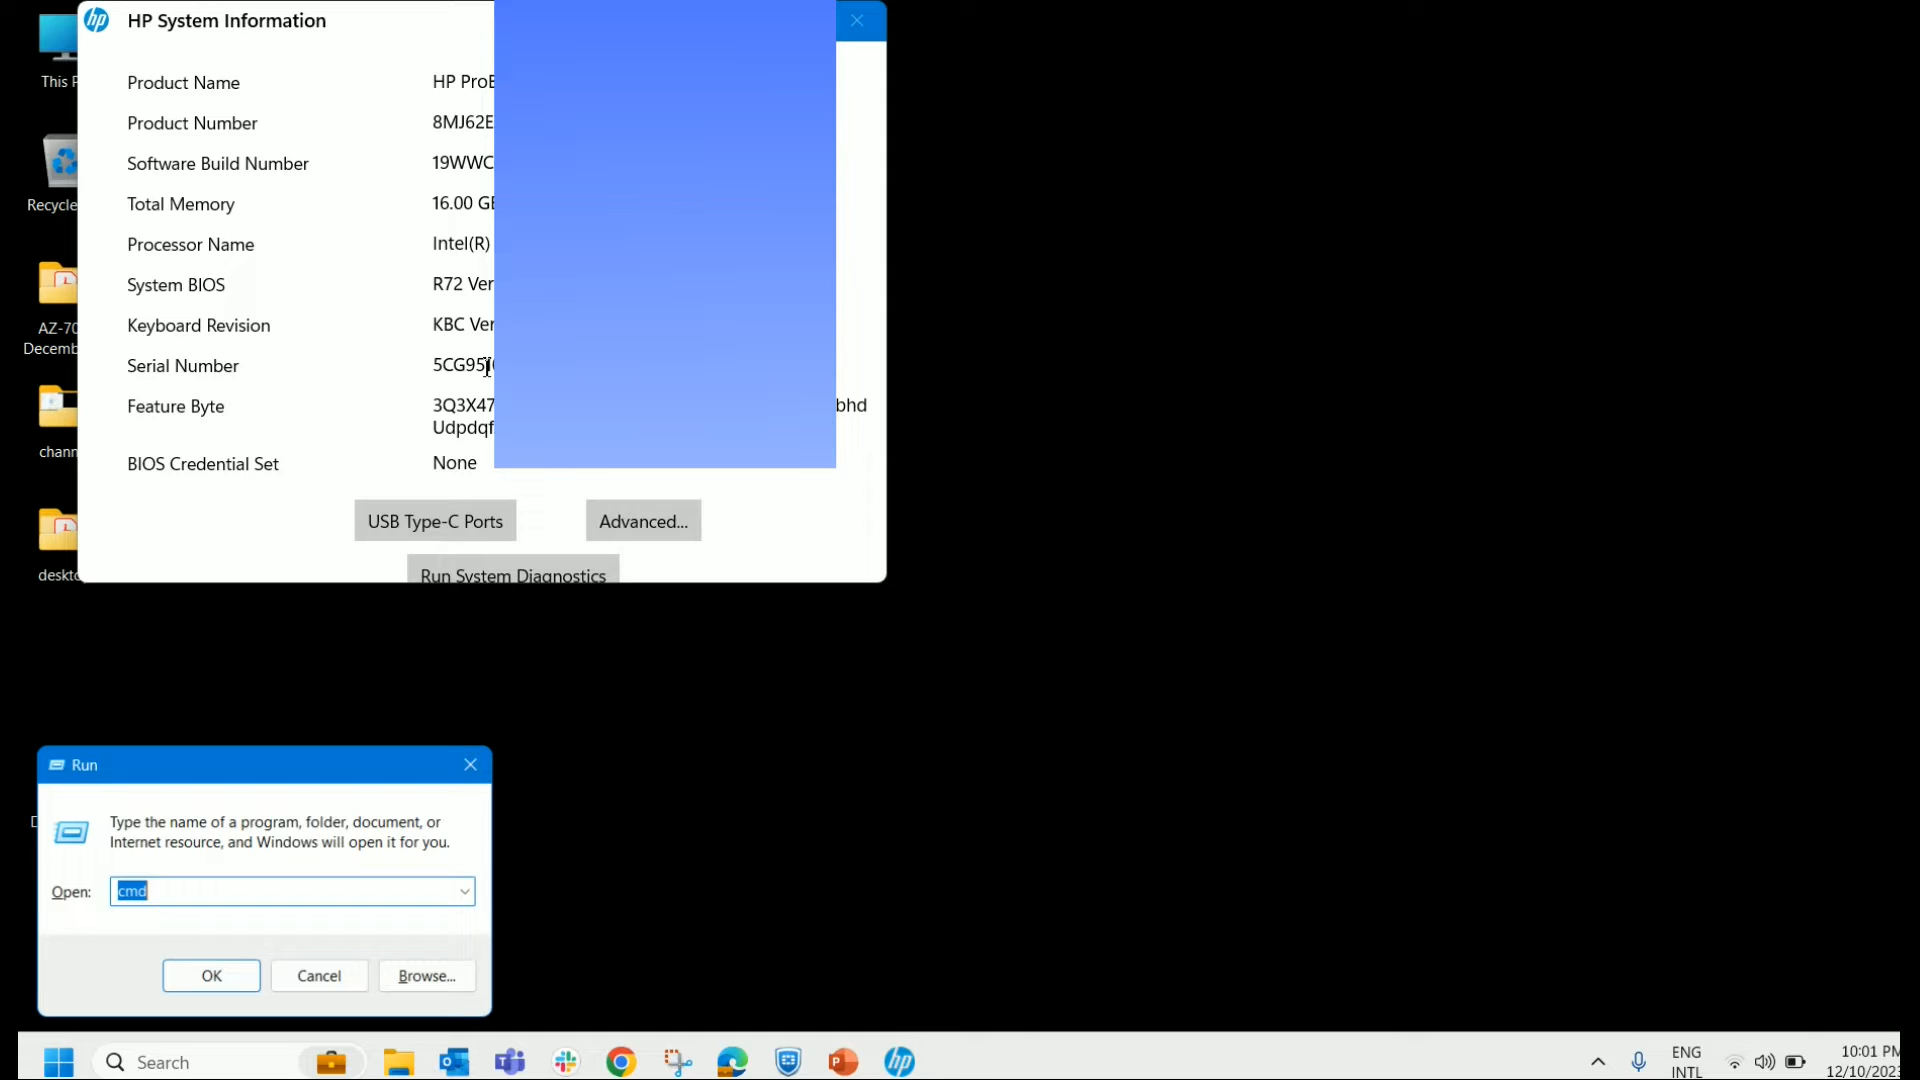 HP System Information
Product Name HP ProB
Product Number 8MJ62E
Software Build Number 19WWC
Total Memory 16.00 GB
Processor Name Intel(R)
System BIOS R72 Ver
Keyboard Revision KBC Ver
Serial Number 5CG95
Feature Byte 3Q3X47 bhd
Udpdqf
BIOS Credential Set None
USB Type-C Ports Advanced...
Run System Diagnostics
This P
Recycle
AZ-70
Decemb
chann
deskto
Run
Type the name of a program, folder, document, or
Internet resource, and Windows will open it for you.
Open: cmd
OK Cancel Browse...
Search
ENG
INTL
10:01 PM
12/10/2023